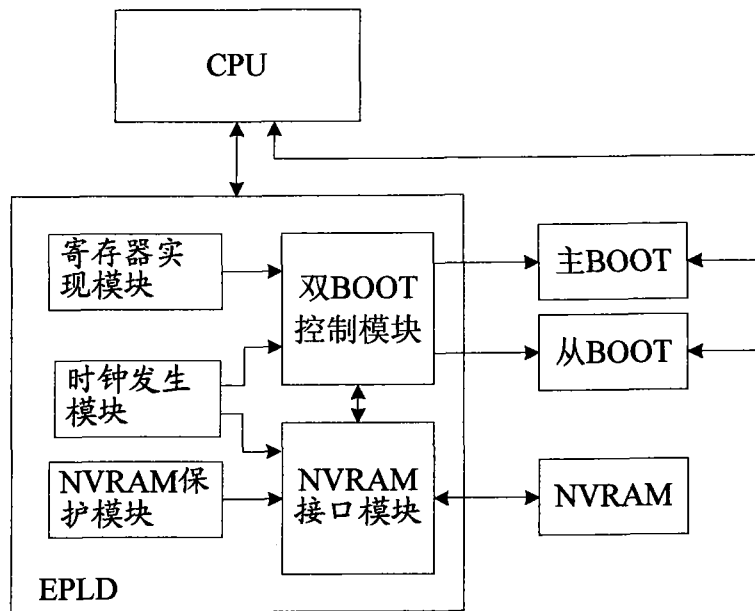 CPU
寄存器实
现模块
双BOOT
控制模块
主BOOT
从BOOT
时钟发生
模块
NVRAM保
护模块
NVRAM
接口模块
NVRAM
EPLD